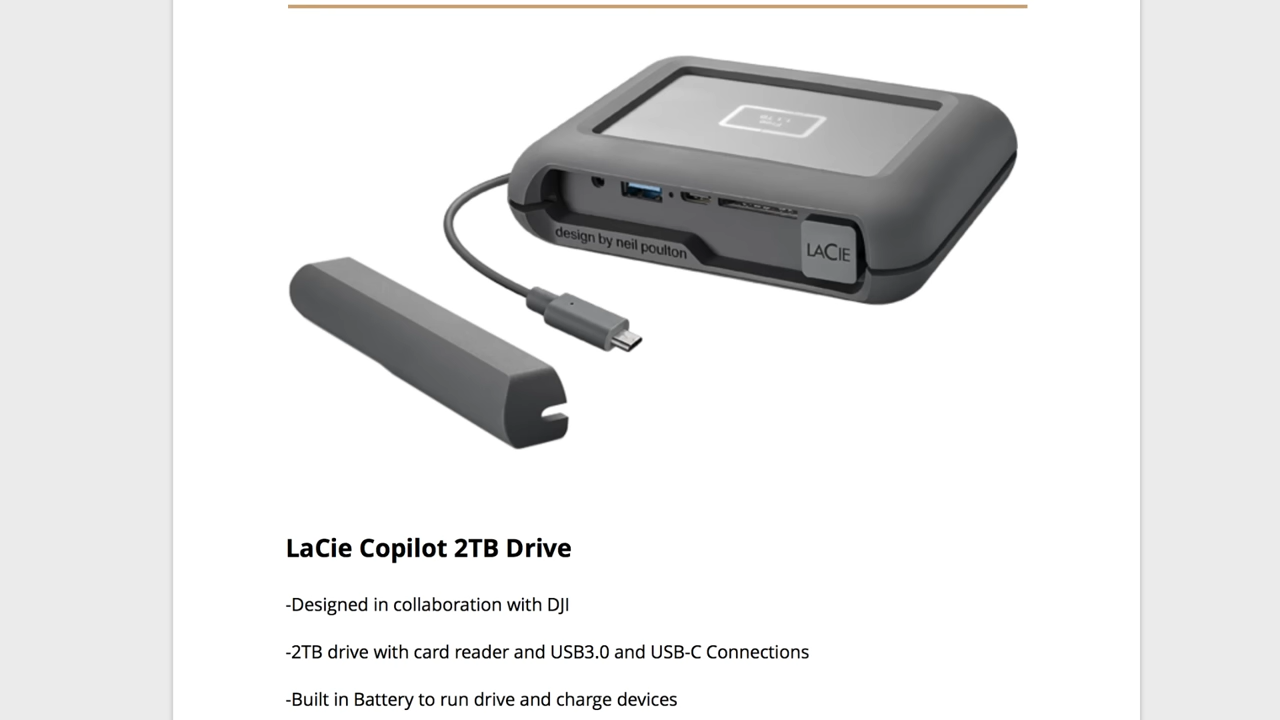 design by neil poulton
LACIE
LaCie Copilot 2TB Drive
-Designed in collaboration with DJI
-2TB drive with card reader and USB3.0 and USB-C Connections
-Built in Battery to run drive and charge devices